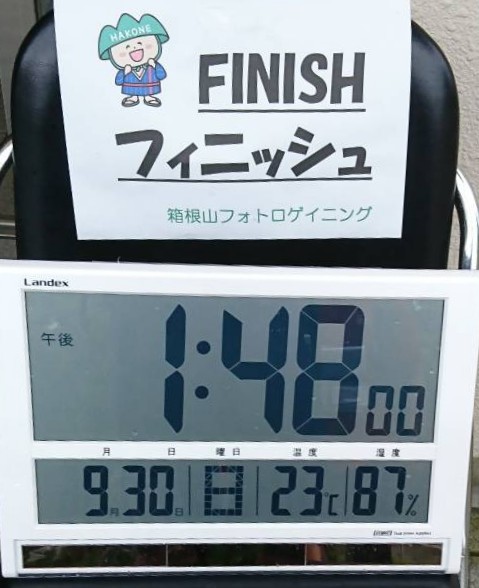 HAKONE
FINISH
フィニッシュ
箱根山フォトロゲイニング
Landex
午後 1:48 00
月 日 曜日 温度 湿度
9月30日 日 23℃ 87%